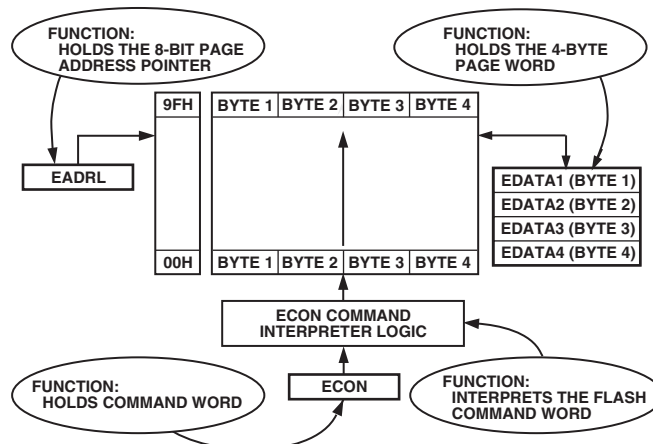 FUNCTION:
HOLDS THE 8-BIT PAGE
ADDRESS POINTER
FUNCTION:
HOLDS THE 4-BYTE
PAGE WORD
9FH
BYTE 1 BYTE 2 BYTE 3 BYTE 4
EADRL
EDATA1 (BYTE 1)
EDATA2 (BYTE 2)
EDATA3 (BYTE 3)
EDATA4 (BYTE 4)
00H
BYTE 1 BYTE 2 BYTE 3 BYTE 4
ECON COMMAND
INTERPRETER LOGIC
FUNCTION:
HOLDS COMMAND WORD
ECON
FUNCTION:
INTERPRETS THE FLASH
COMMAND WORD